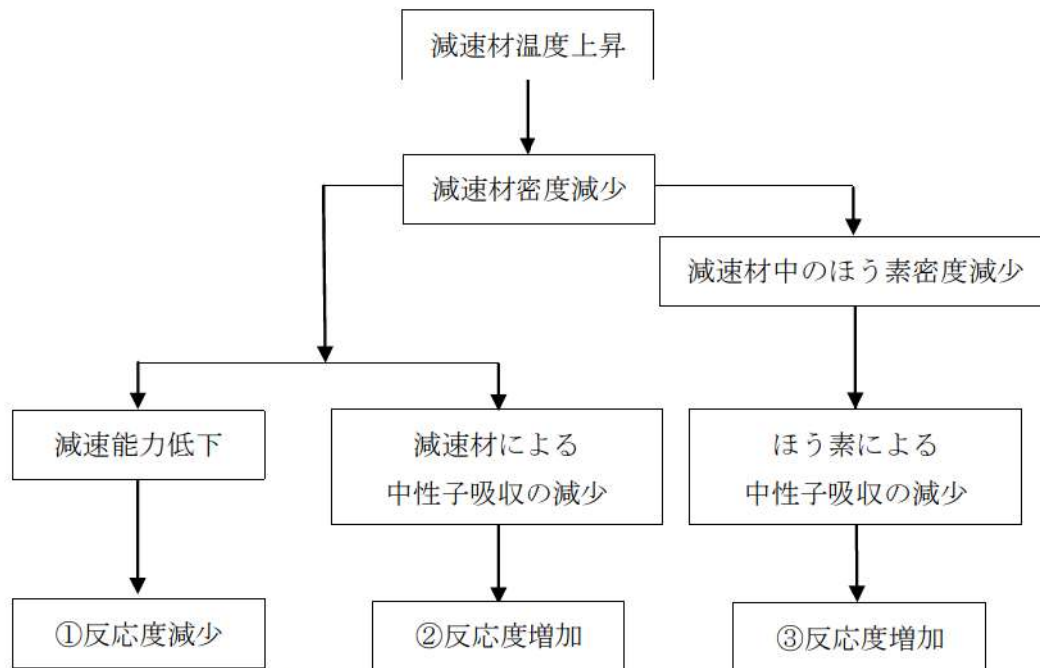 減速材温度上昇
減速材密度減少
減速材中のほう素密度減少
減速能力低下
減速材による
中性子吸収の減少
ほう素による
中性子吸収の減少
①反応度減少
②反応度増加
③反応度増加